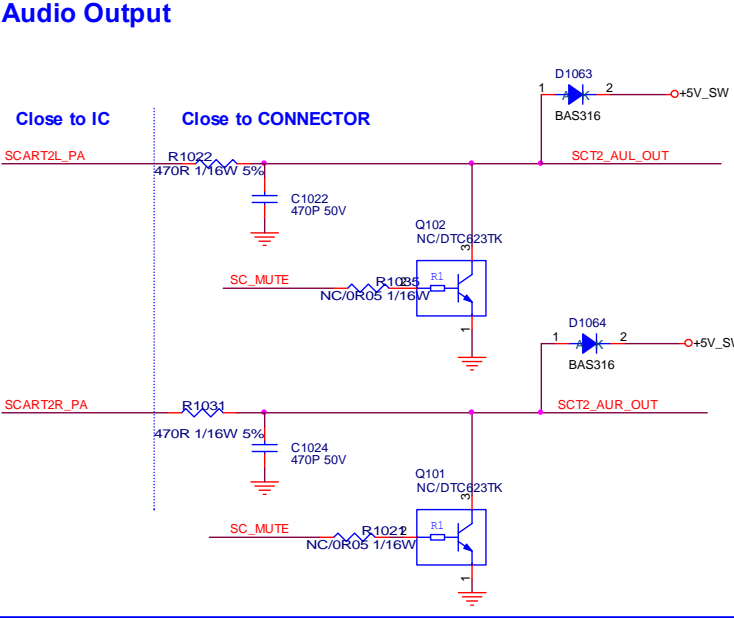 Audio Output
D1063
1
2
A
K
+5V_SW
BAS316
Close to IC
Close to CONNECTOR
SCART2L_PA
R1022
470R 1/16W 5%
SCT2_AUL_OUT
C1022
470P 50V
Q102
NC/DTC623TK
3
SC_MUTE
R1035
2
R1
NC/0R05 1/16W
1
D1064
1
2
A
K
+5V_SW
BAS316
SCART2R_PA
R1031
470R 1/16W 5%
SCT2_AUR_OUT
C1024
470P 50V
Q101
NC/DTC623TK
3
SC_MUTE
R1021
2
R1
NC/0R05 1/16W
1